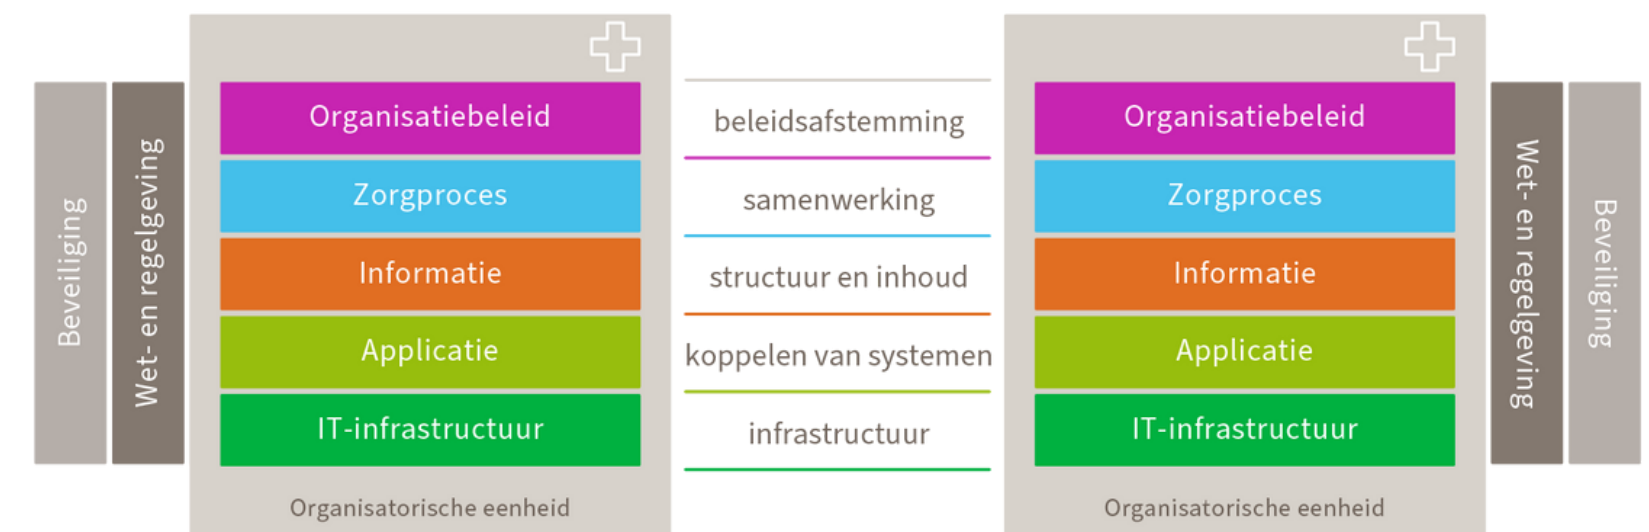 Beveiliging
Wet- en regelgeving
Organisatiebeleid
Zorgproces
Informatie
Applicatie
IT-infrastructuur
Organisatorische eenheid
beleidsafstemming
samenwerking
structuur en inhoud
koppelen van systemen
infrastructuur
Organisatiebeleid
Zorgproces
Informatie
Applicatie
IT-infrastructuur
Organisatorische eenheid
Wet- en regelgeving
Beveiliging